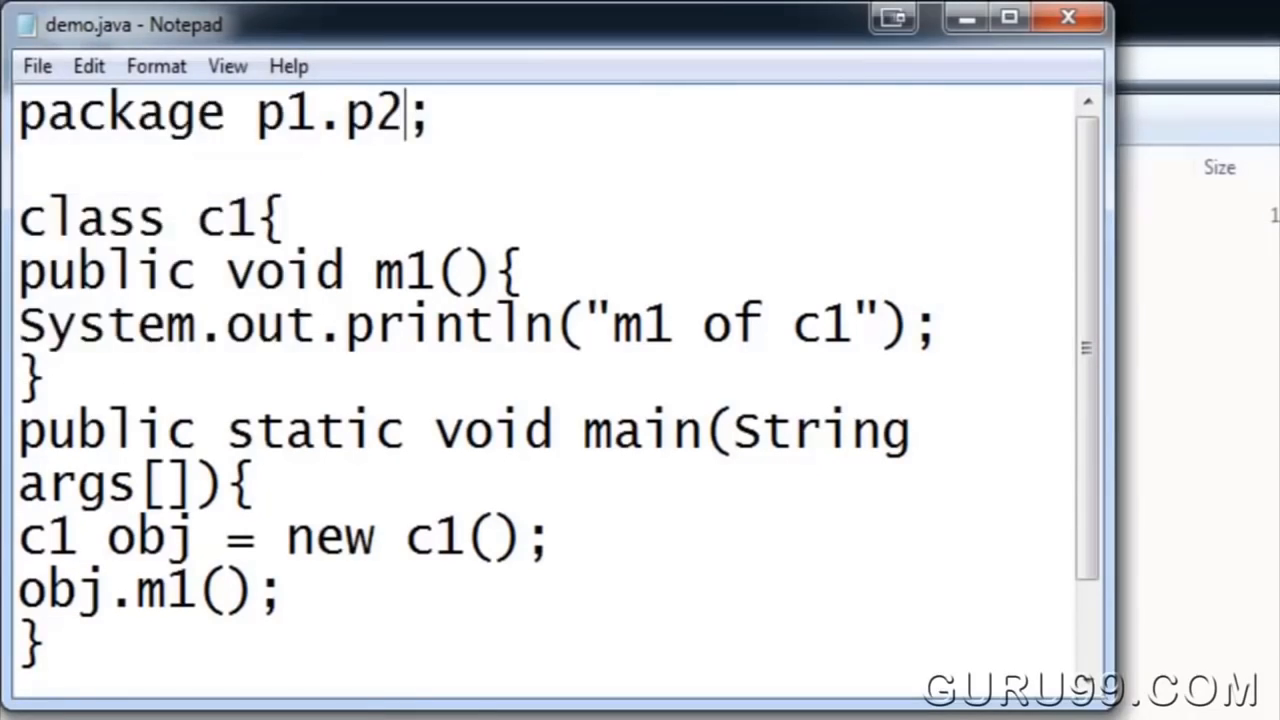 demo.java - Notepad
File Edit Format View Help
package p1.p2;
class c1{
public void m1(){
System.out.println("m1 of c1");
}
public static void main(String
args[]){
c1 obj = new c1();
obj.m1();
}
Size
1
GURU99.COM